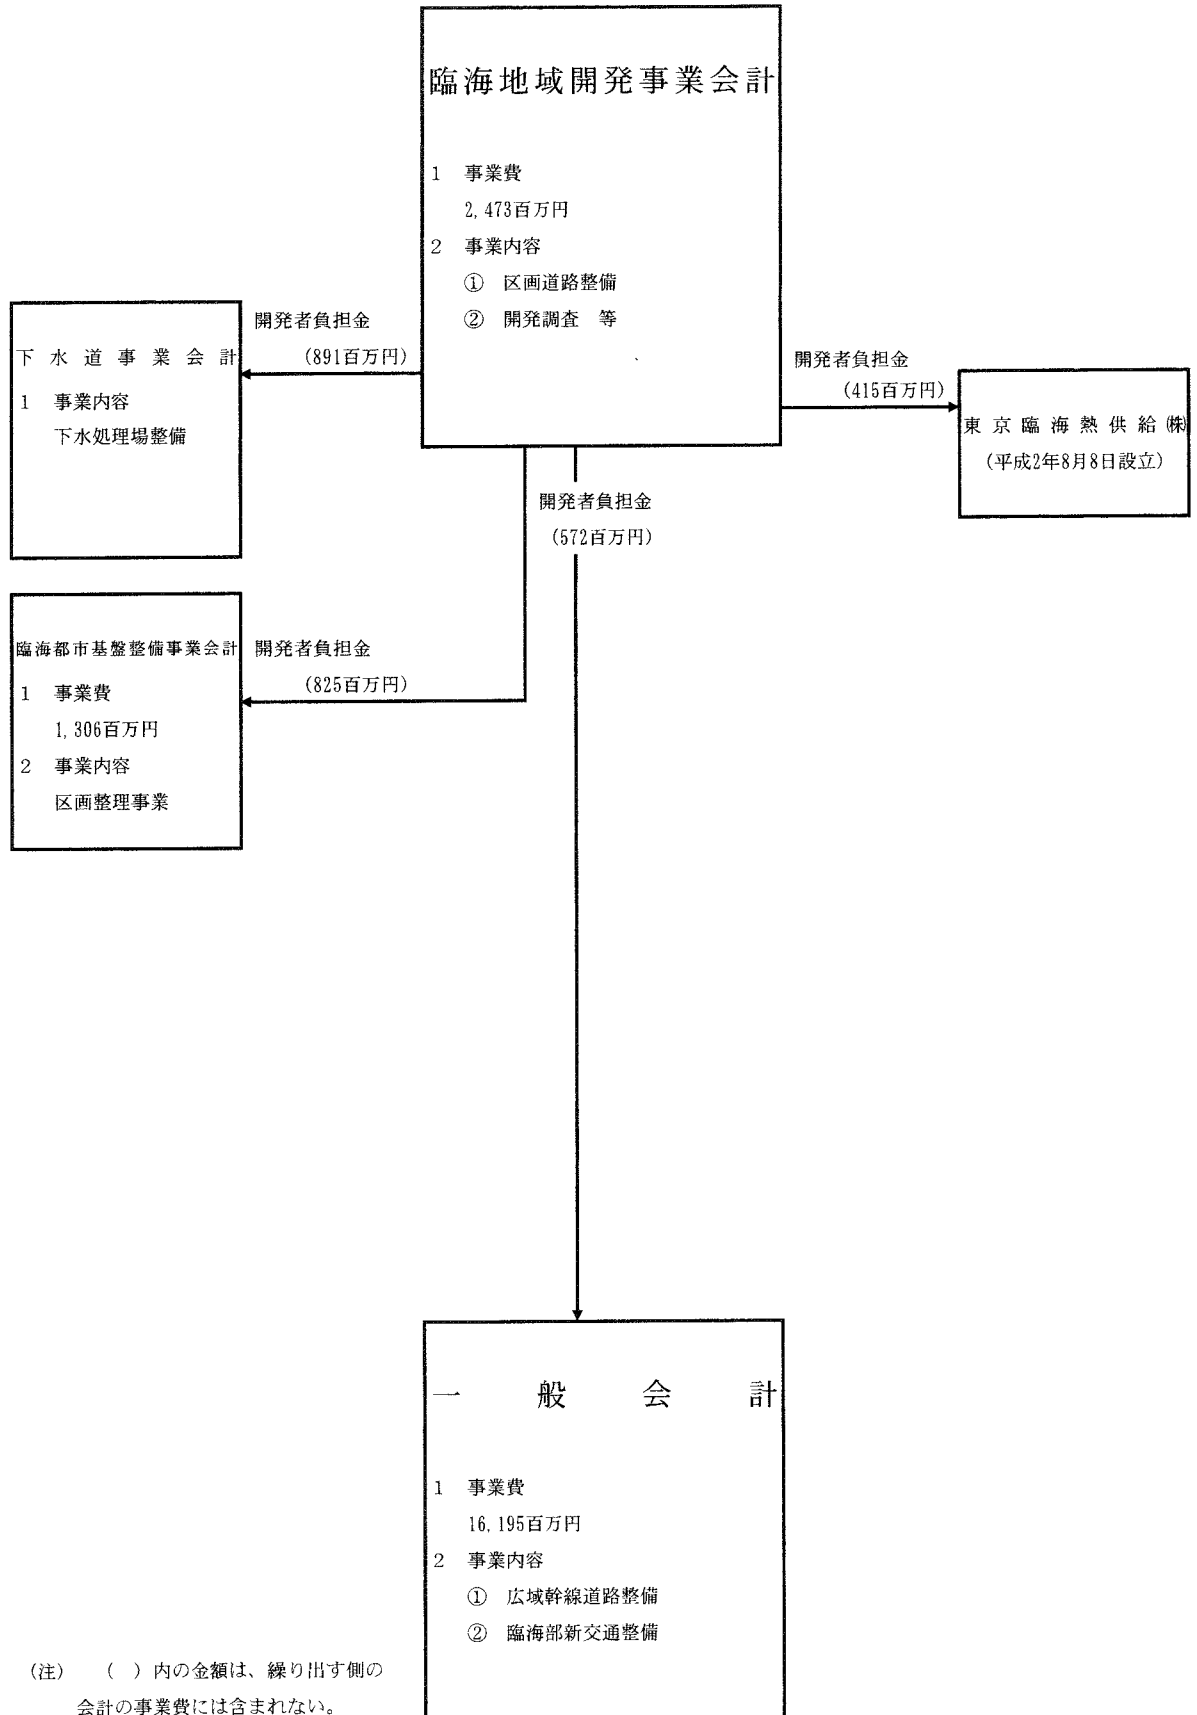 臨海地域開発事業会計
1 事業費
2,473百万円
2 事業内容
① 区画道路整備
② 開発調査 等
開発者負担金
(891百万円)
下水道事業会計
1 事業内容
下水処理場整備
開発者負担金
(415百万円)
東京臨海熱供給㈱
(平成2年8月8日設立)
開発者負担金
(572百万円)
臨海都市基盤整備事業会計
1 事業費
1,306百万円
2 事業内容
区画整理事業
開発者負担金
(825百万円)
一般会計
1 事業費
16,195百万円
2 事業内容
① 広域幹線道路整備
② 臨海部新交通整備
(注) ( )内の金額は、繰り出す側の
会計の事業費には含まれない。